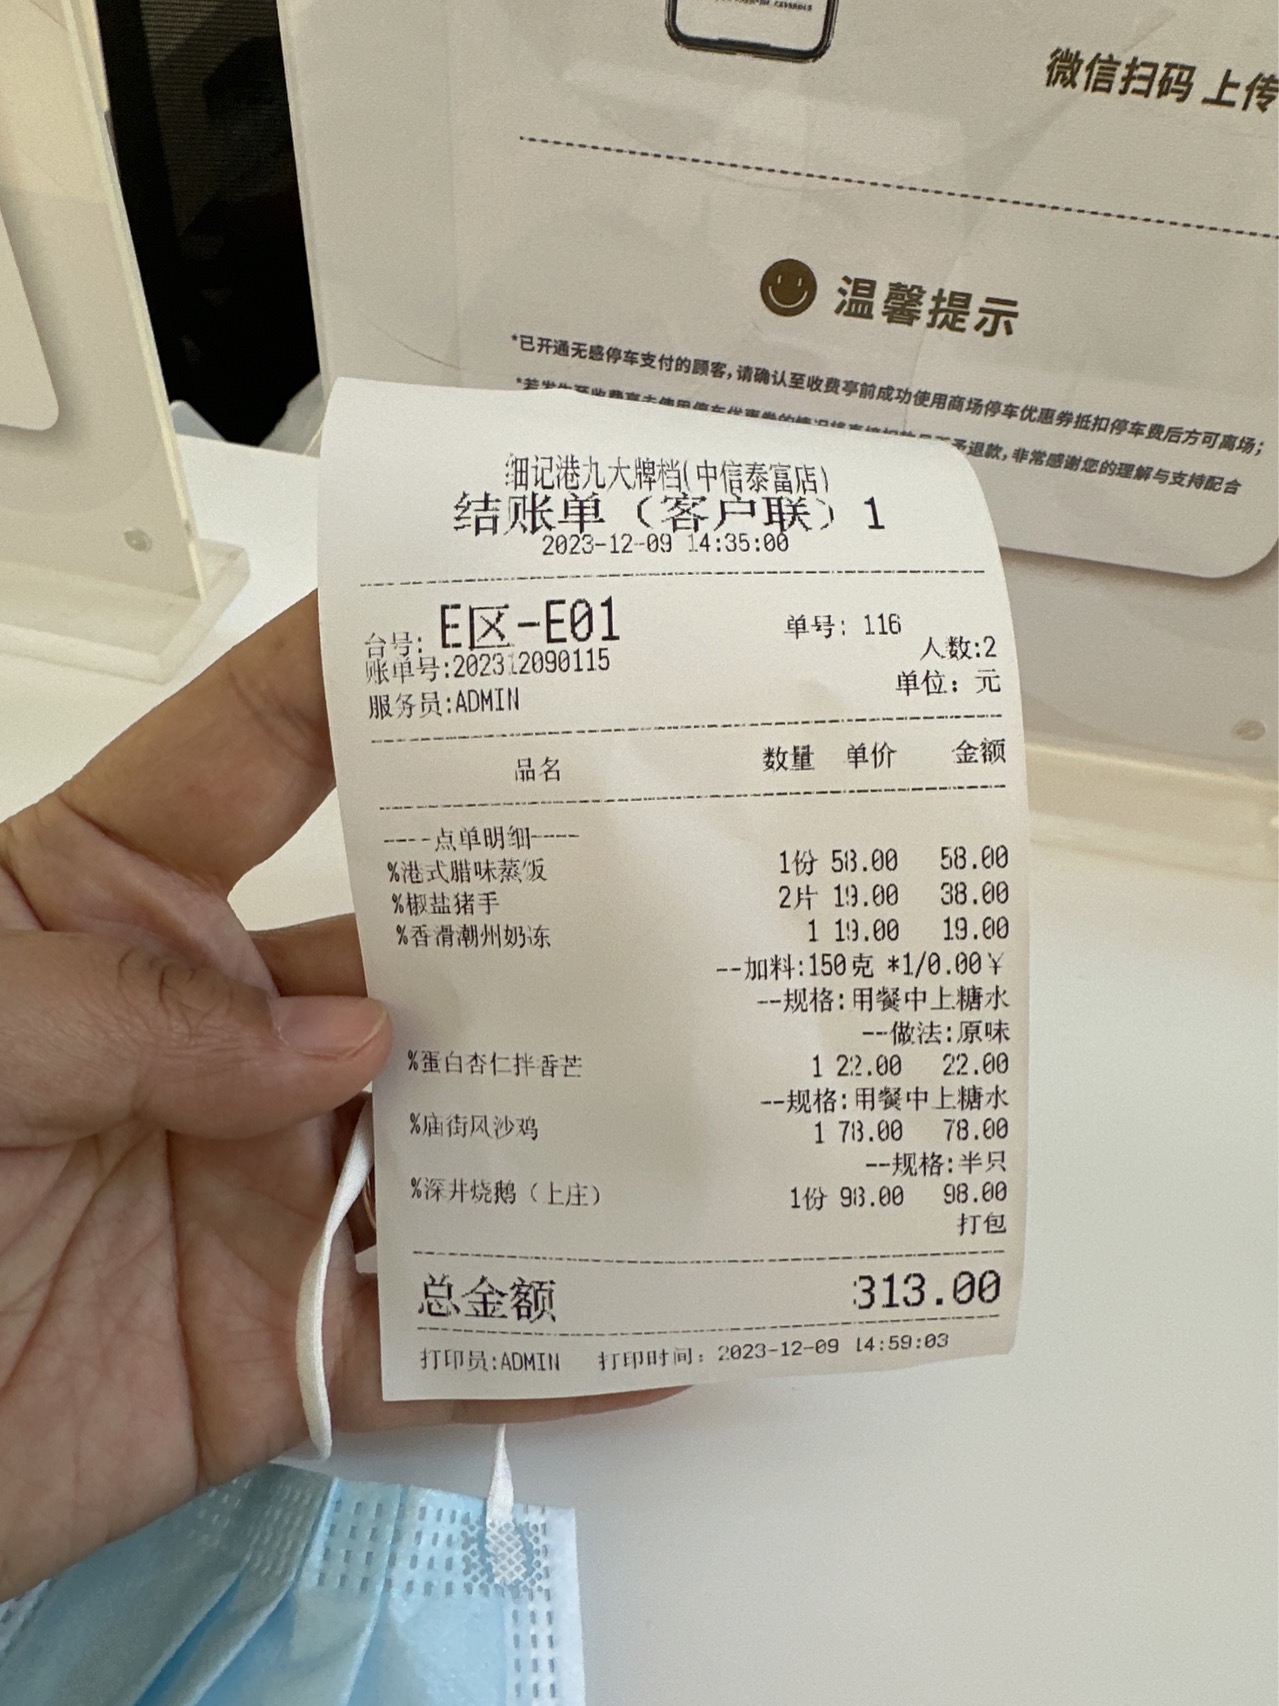 微信扫码 上传
温馨提示
*已开通无感停车支付的顾客，请确认至收费亭前成功使用商场停车优惠券抵扣停车费后方可离场；
予退款，非常感谢您的理解与支持配合
细记港九大牌档(中信泰富店)
结账单（客户联）1
2023-12-09 14:35:00
台号: E区-E01 单号: 116
人数:2
账单号:202312090115
单位: 元
服务员:ADMIN
品名 数量 单价 金额
----点单明细----
%港式腊味蒸饭 1份 58.00 58.00
%椒盐猪手 2片 19.00 38.00
%香滑潮州奶冻 1 19.00 19.00
--加料:150克 *1/0.00￥
--规格:用餐中上糖水
--做法:原味
%蛋白杏仁拌香芒 1 22.00 22.00
--规格:用餐中上糖水
%庙街风沙鸡 1 78.00 78.00
--规格:半只
%深井烧鹅（上庄） 1份 98.00 98.00
打包
总金额 313.00
打印员:ADMIN 打印时间: 2023-12-09 14:59:03